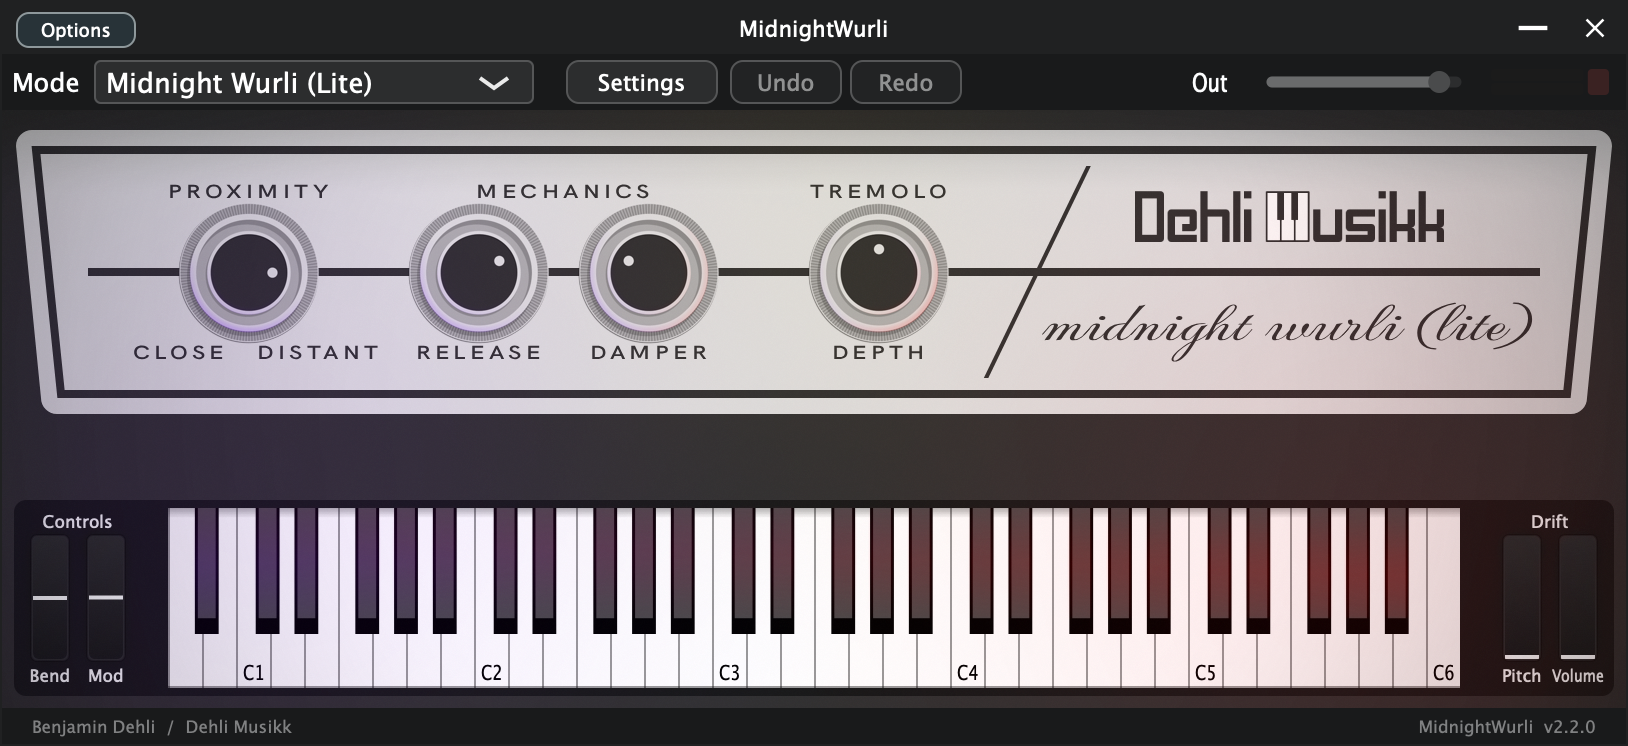 Options
MidnightWurli
Mode
Midnight Wurli (Lite)
Settings
Undo
Redo
Out
PROXIMITY
MECHANICS
TREMOLO
Dehli Musikk
CLOSE DISTANT
RELEASE
DAMPER
DEPTH
midnight wurli (lite)
Controls
Bend
Mod
C1
C2
C3
C4
C5
C6
Drift
Pitch
Volume
Benjamin Dehli / Dehli Musikk
MidnightWurli v2.2.0